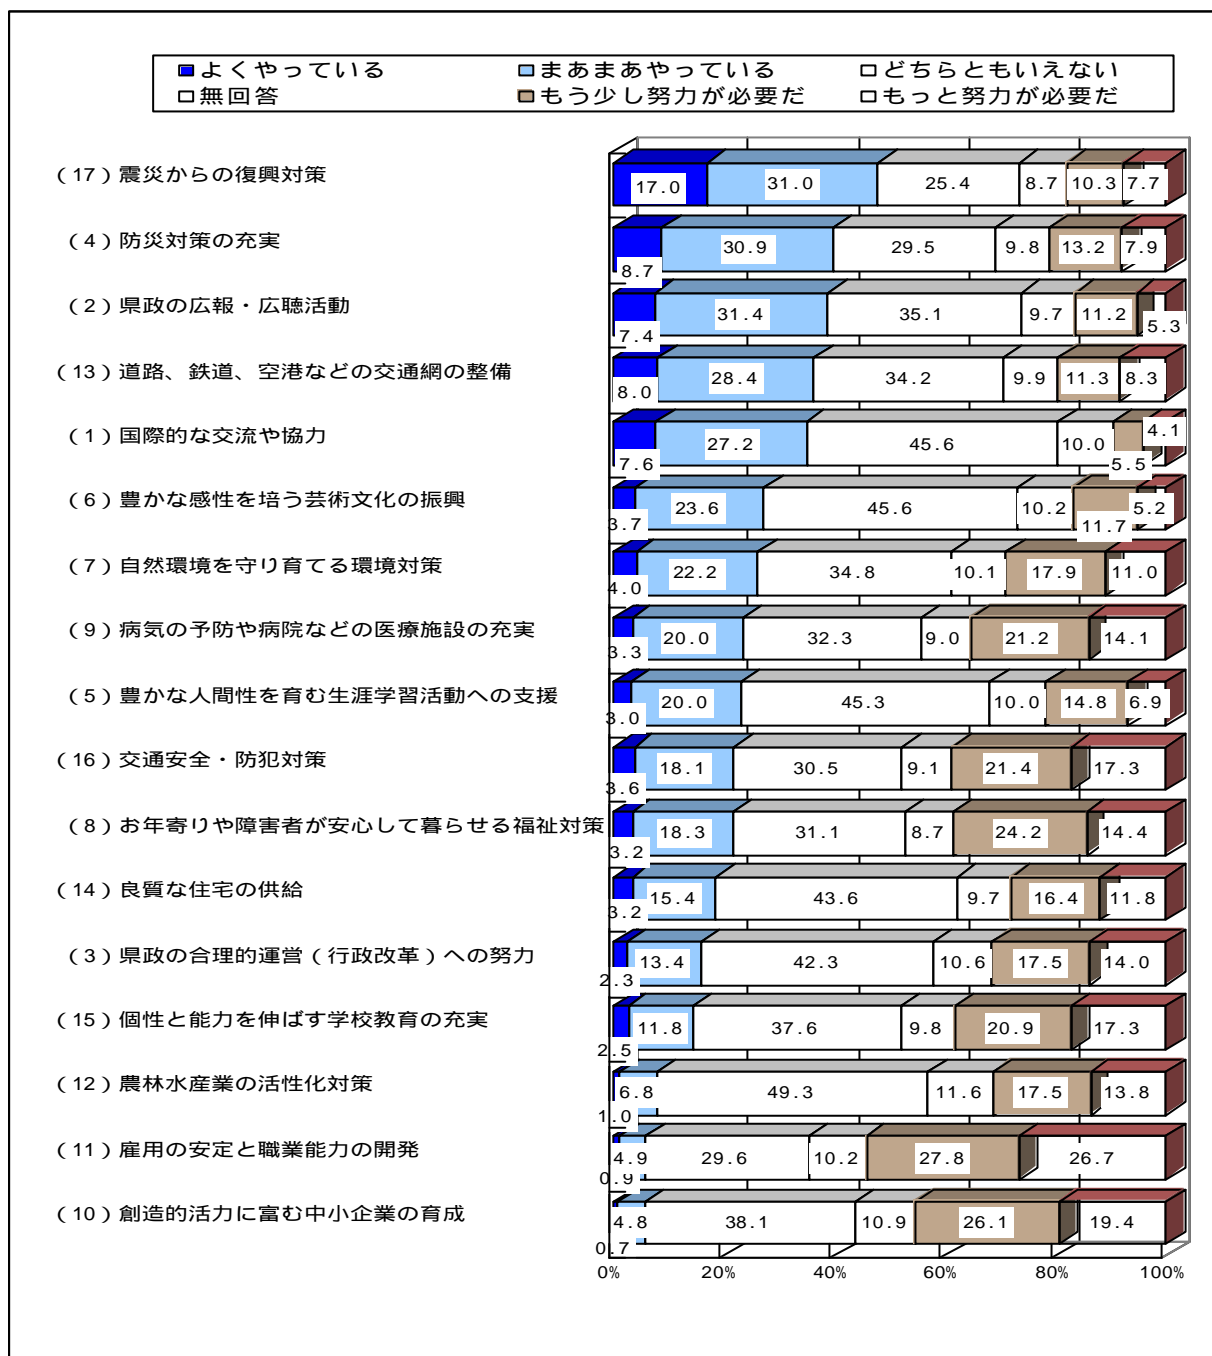 よくやっている まあまあやっている どちらともいえない
無回答 もう少し努力が必要だ もっと努力が必要だ
(17)震災からの復興対策 17.0 31.0 25.4 8.7 10.3 7.7
(4)防災対策の充実 8.7 30.9 29.5 9.8 13.2 7.9
(2)県政の広報・広聴活動 7.4 31.4 35.1 9.7 11.2 5.3
(13)道路、鉄道、空港などの交通網の整備 8.0 28.4 34.2 9.9 11.3 8.3
(1)国際的な交流や協力 7.6 27.2 45.6 10.0 5.5 4.1
(6)豊かな感性を培う芸術文化の振興 3.7 23.6 45.6 10.2 11.7 5.2
(7)自然環境を守り育てる環境対策 4.0 22.2 34.8 10.1 17.9 11.0
(9)病気の予防や病院などの医療施設の充実 3.3 20.0 32.3 9.0 21.2 14.1
(5)豊かな人間性を育む生涯学習活動への支援 3.0 20.0 45.3 10.0 14.8 6.9
(16)交通安全・防犯対策 3.6 18.1 30.5 9.1 21.4 17.3
(8)お年寄りや障害者が安心して暮らせる福祉対策 3.2 18.3 31.1 8.7 24.2 14.4
(14)良質な住宅の供給 3.2 15.4 43.6 9.7 16.4 11.8
(3)県政の合理的運営(行政改革)への努力 2.3 13.4 42.3 10.6 17.5 14.0
(15)個性と能力を伸ばす学校教育の充実 2.5 11.8 37.6 9.8 20.9 17.3
(12)農林水産業の活性化対策 1.0 6.8 49.3 11.6 17.5 13.8
(11)雇用の安定と職業能力の開発 0.9 4.9 29.6 10.2 27.8 26.7
(10)創造的活力に富む中小企業の育成 0.7 4.8 38.1 10.9 26.1 19.4
0% 20% 40% 60% 80% 100%